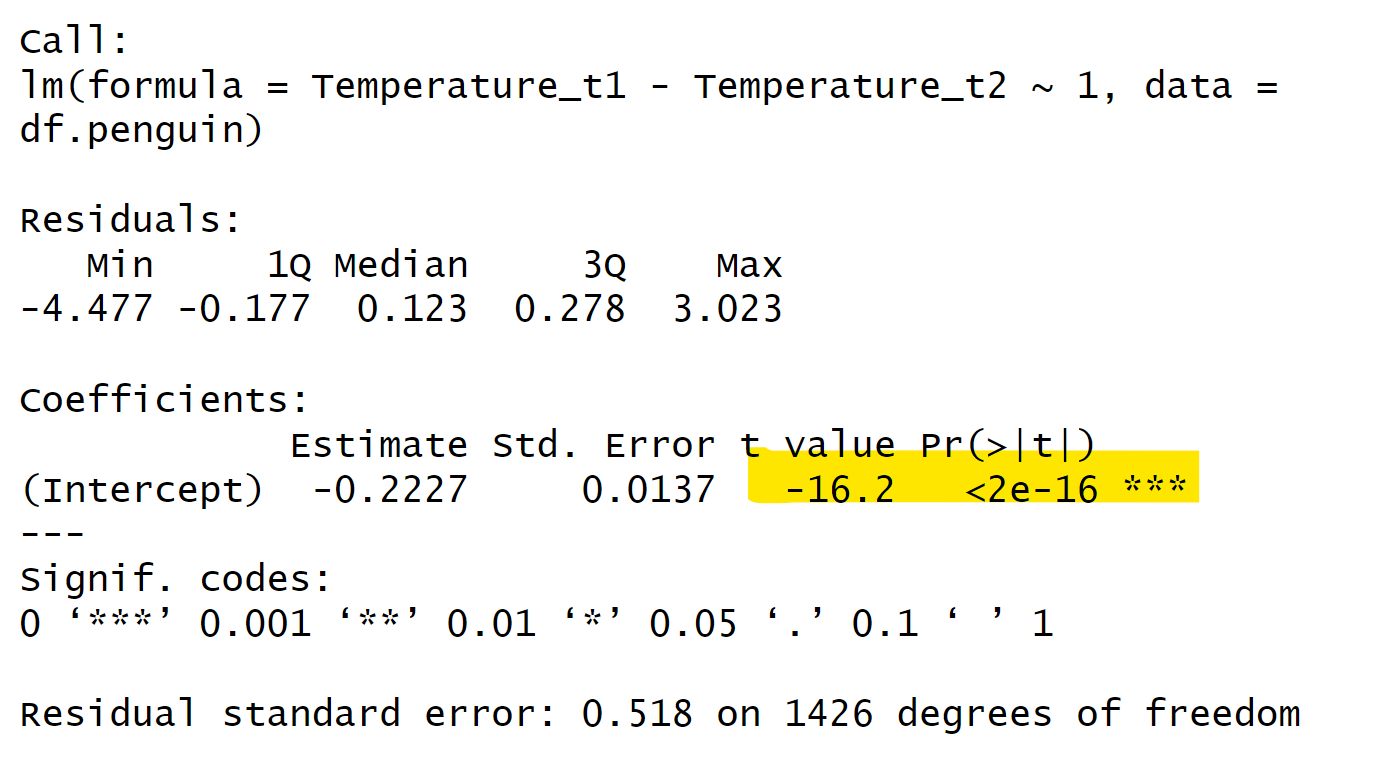 Call:
lm(formula = Temperature_t1 - Temperature_t2 ~ 1, data =
df.penguin)
Residuals:
   Min     1Q Median     3Q    Max
-4.477 -0.177  0.123  0.278  3.023
Coefficients:
            Estimate Std. Error t value Pr(>|t|)
(Intercept)  -0.2227     0.0137   -16.2   <2e-16 ***
---
Signif. codes:
0 ‘***’ 0.001 ‘**’ 0.01 ‘*’ 0.05 ‘.’ 0.1 ‘ ’ 1
Residual standard error: 0.518 on 1426 degrees of freedom